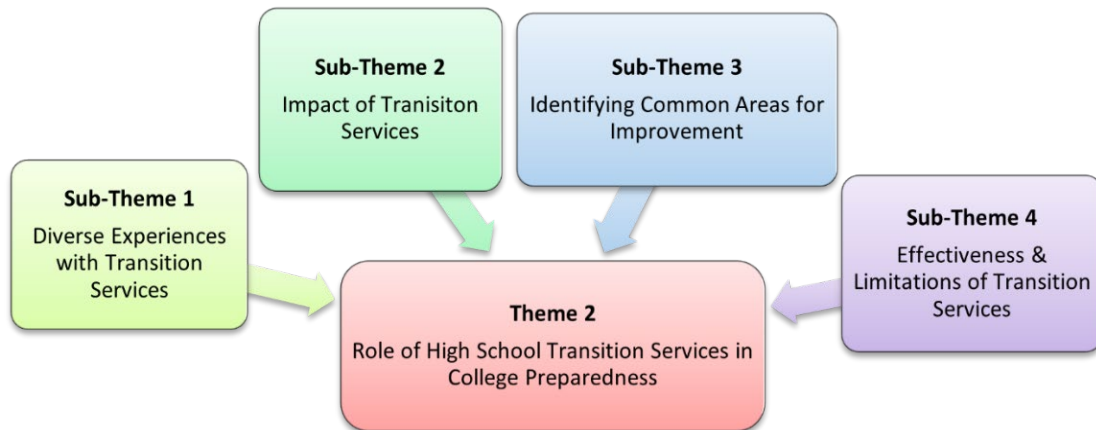 Sub-Theme 2
Impact of Tranisiton
Services
Sub-Theme 3
Identifying Common Areas for
Improvement
Sub-Theme 1
Diverse Experiences
with Transition
Services
Sub-Theme 4
Effectiveness &
Limitations of Transition
Services
Theme 2
Role of High School Transition Services in
College Preparedness